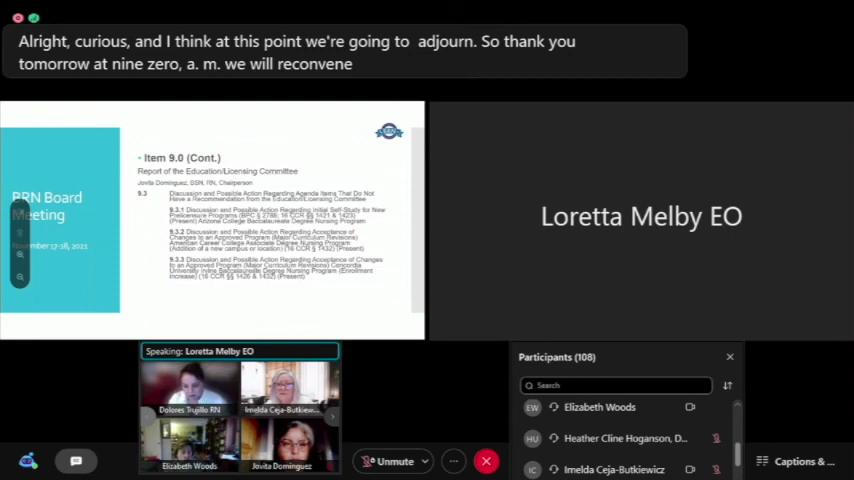 Alright, curious, and I think at this point we're going to adjourn. So thank you
tomorrow at nine zero, a. m. we will reconvene
BRN Board
Meeting
November 17-18, 2021
• Item 9.0 (Cont.)
Report of the Education/Licensing Committee
Jovita Dominguez, BSN, RN, Chairperson
9.3 Discussion and Possible Action Regarding Agenda Items That Do Not
Have a Recommendation from the Education/Licensing Committee
9.3.1 Discussion and Possible Action Regarding Initial Self-Study for New
Prelicensure Programs (BPC § 2788; 16 CCR §§ 1421 & 1423)
(Present) Arizona College Baccalaureate Degree Nursing Program
9.3.2 Discussion and Possible Action Regarding Acceptance of
Changes to an Approved Program (Major Curriculum Revisions)
American Career College Associate Degree Nursing Program
(Addition of a new campus or location) (16 CCR § 1432) (Present)
9.3.3 Discussion and Possible Action Regarding Acceptance of Changes
to an Approved Program (Major Curriculum Revisions) Concordia
University Irvine Baccalaureate Degree Nursing Program (Enrollment
Increase) (16 CCR §§ 1426 & 1432) (Present)
Loretta Melby EO
Speaking: Loretta Melby EO
Dolores Trujillo RN
Imelda Ceja-Butkiew...
Elizabeth Woods
Jovita Dominguez
Participants (108)
Search
EW Elizabeth Woods
HU Heather Cline Hoganson, D...
IC Imelda Ceja-Butkiewicz
Unmute
Captions & ...